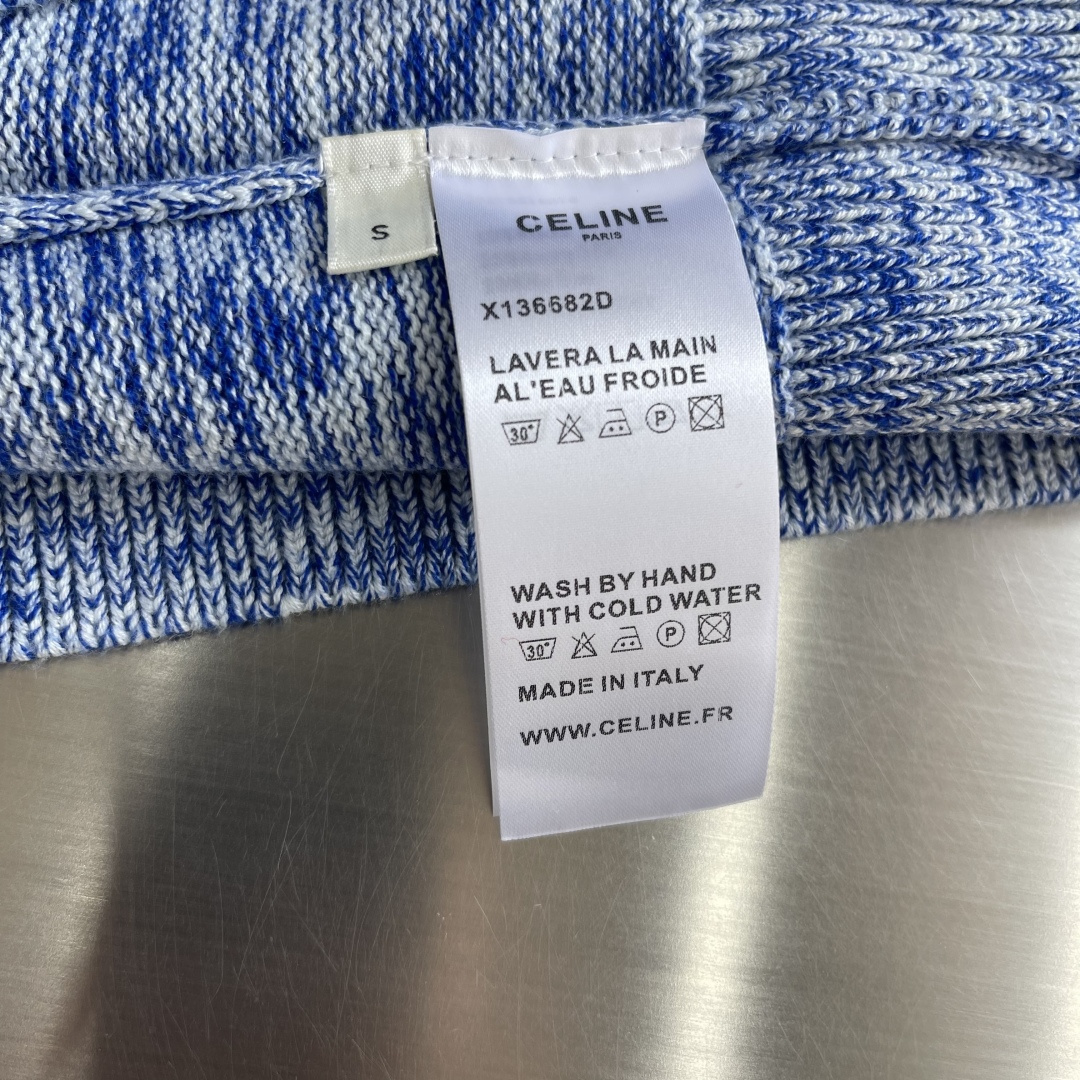 S
CELINE
PARIS
X136682D
LAVERA LA MAIN
AL'EAU FROIDE
30° P
WASH BY HAND
WITH COLD WATER
30° P
MADE IN ITALY
WWW.CELINE.FR